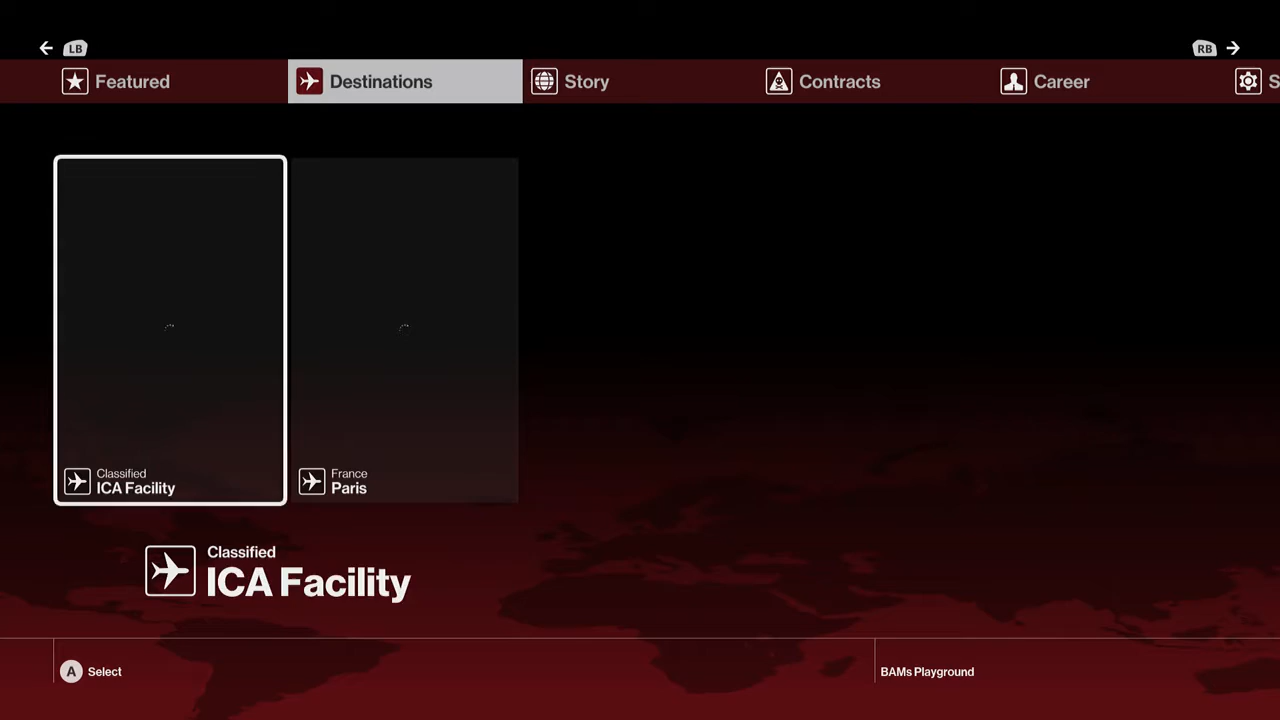 LB
RB
Featured
Destinations
Story
Contracts
Career
S
Classified
ICA Facility
France
Paris
Classified
ICA Facility
A Select
BAMs Playground